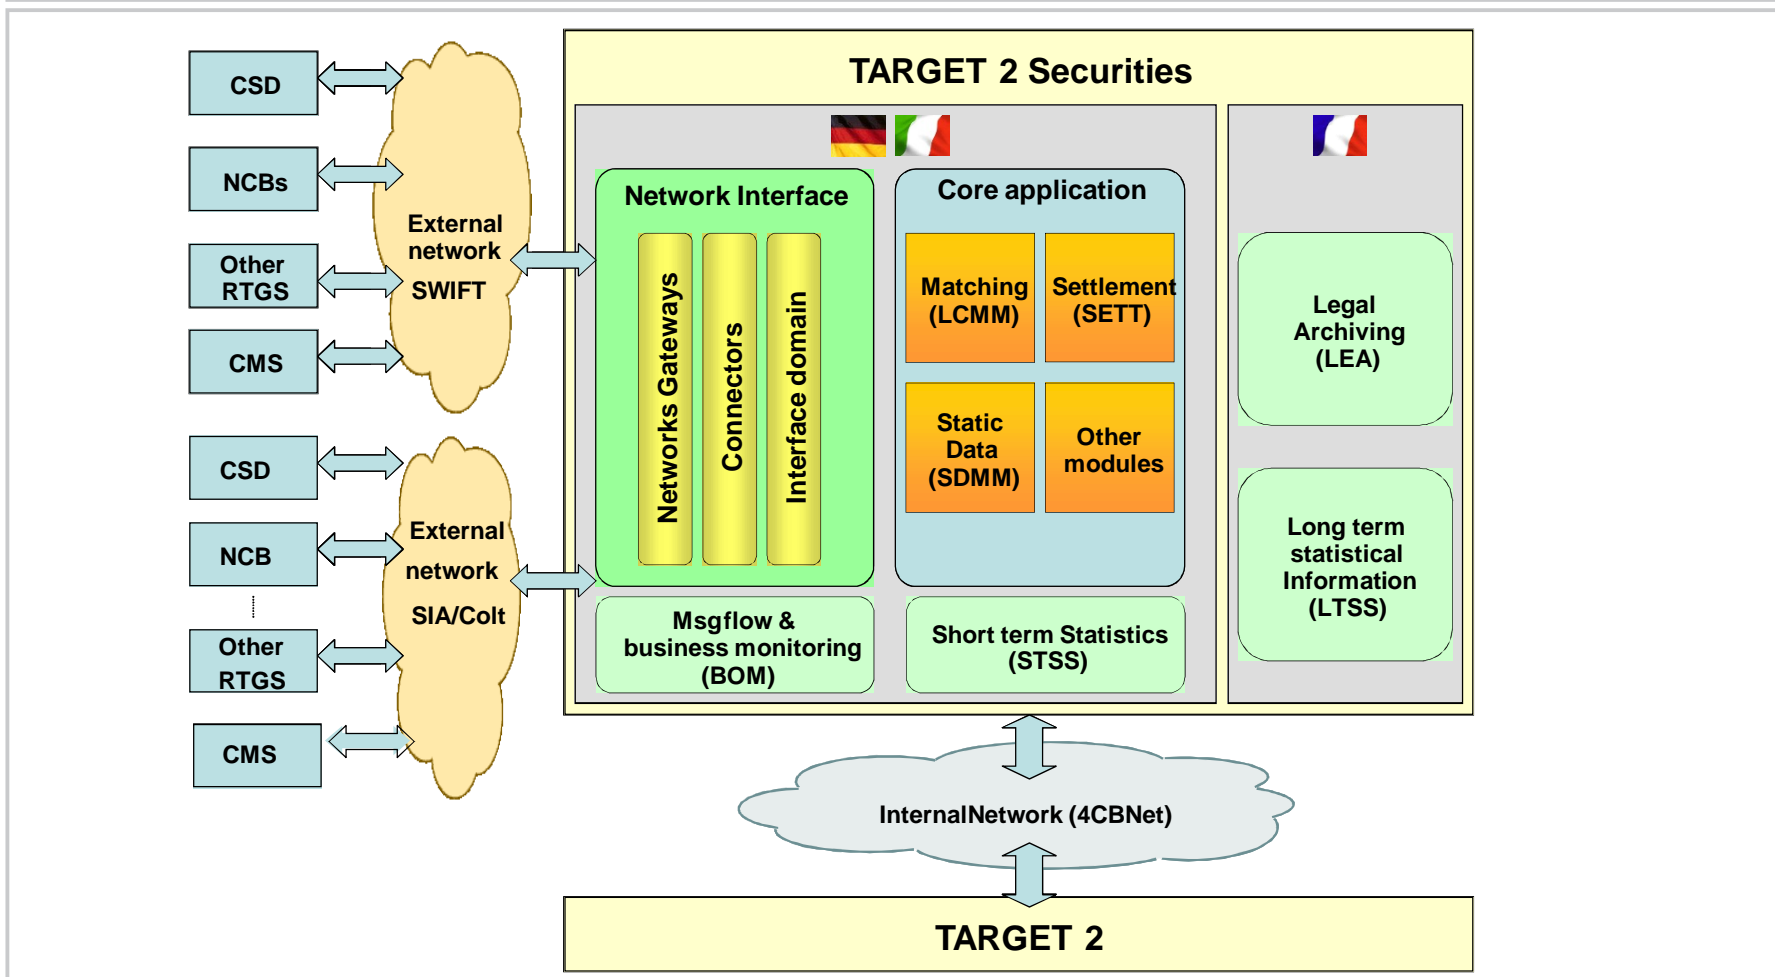 TARGET 2 Securities
CSD
NCBs
Other
RTGS
CMS
External
network
SWIFT
CSD
NCB
Other
RTGS
CMS
External
network
SIA/Colt
Network Interface
Networks Gateways
Connectors
Interface domain
Core application
Matching
(LCMM)
Settlement
(SETT)
Static
Data
(SDMM)
Other
modules
Msgflow &
business monitoring
(BOM)
Short term Statistics
(STSS)
Legal
Archiving
(LEA)
Long term
statistical
Information
(LTSS)
InternalNetwork (4CBNet)
TARGET 2